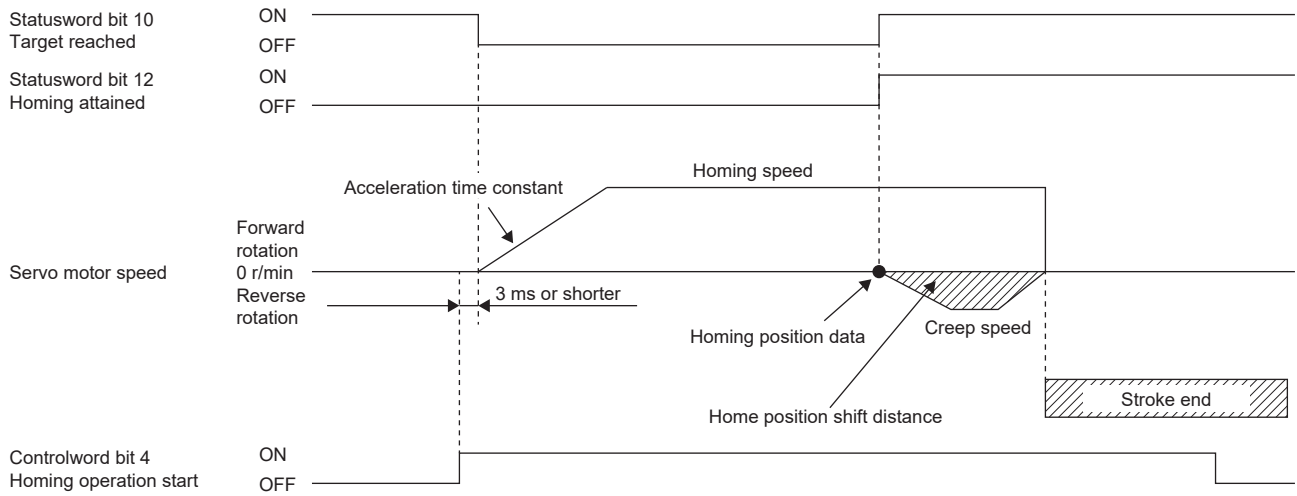 Statusword bit 10
Target reached
ON
OFF
Statusword bit 12
Homing attained
ON
OFF
Homing speed
Acceleration time constant
Forward
rotation
Servo motor speed
0 r/min
Reverse
rotation
3 ms or shorter
Homing position data
Creep speed
Home position shift distance
Stroke end
Controlword bit 4
Homing operation start
ON
OFF